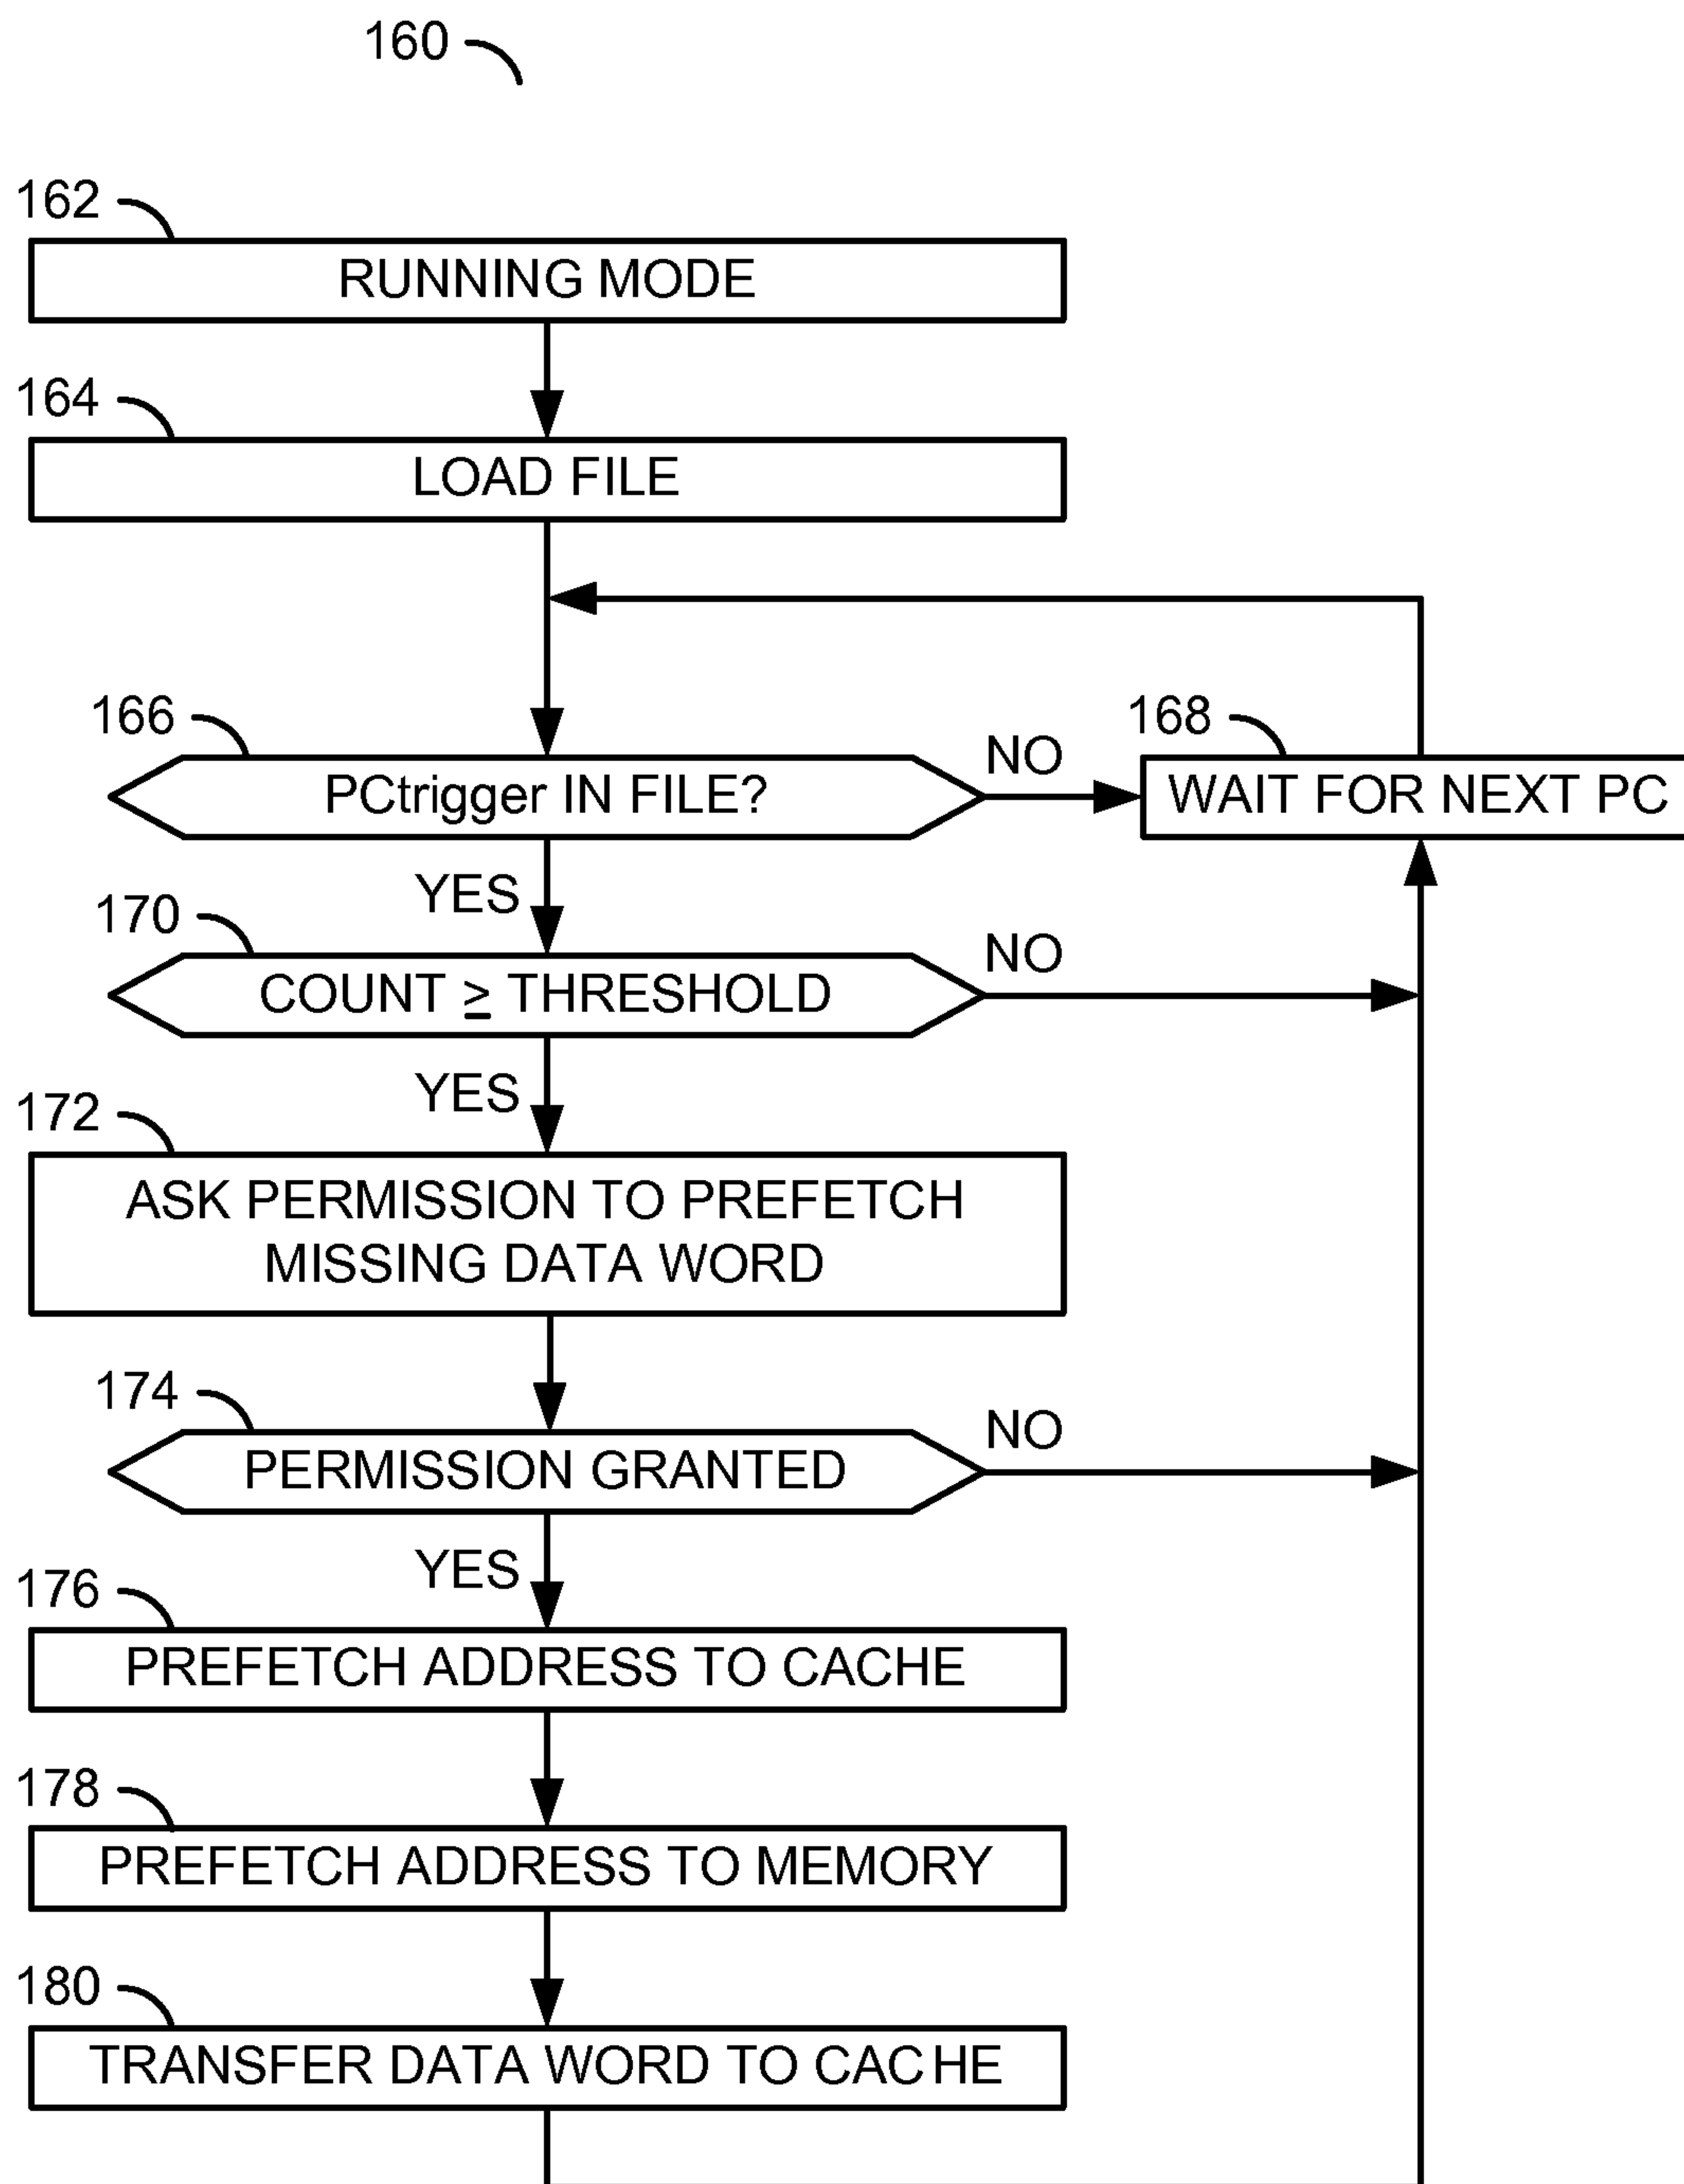 160
162
RUNNING MODE
164
LOAD FILE
166
PCtrigger IN FILE?
NO
168
WAIT FOR NEXT PC
YES
170
COUNT ≥ THRESHOLD
NO
YES
172
ASK PERMISSION TO PREFETCH
MISSING DATA WORD
174
PERMISSION GRANTED
NO
YES
176
PREFETCH ADDRESS TO CACHE
178
PREFETCH ADDRESS TO MEMORY
180
TRANSFER DATA WORD TO CACHE